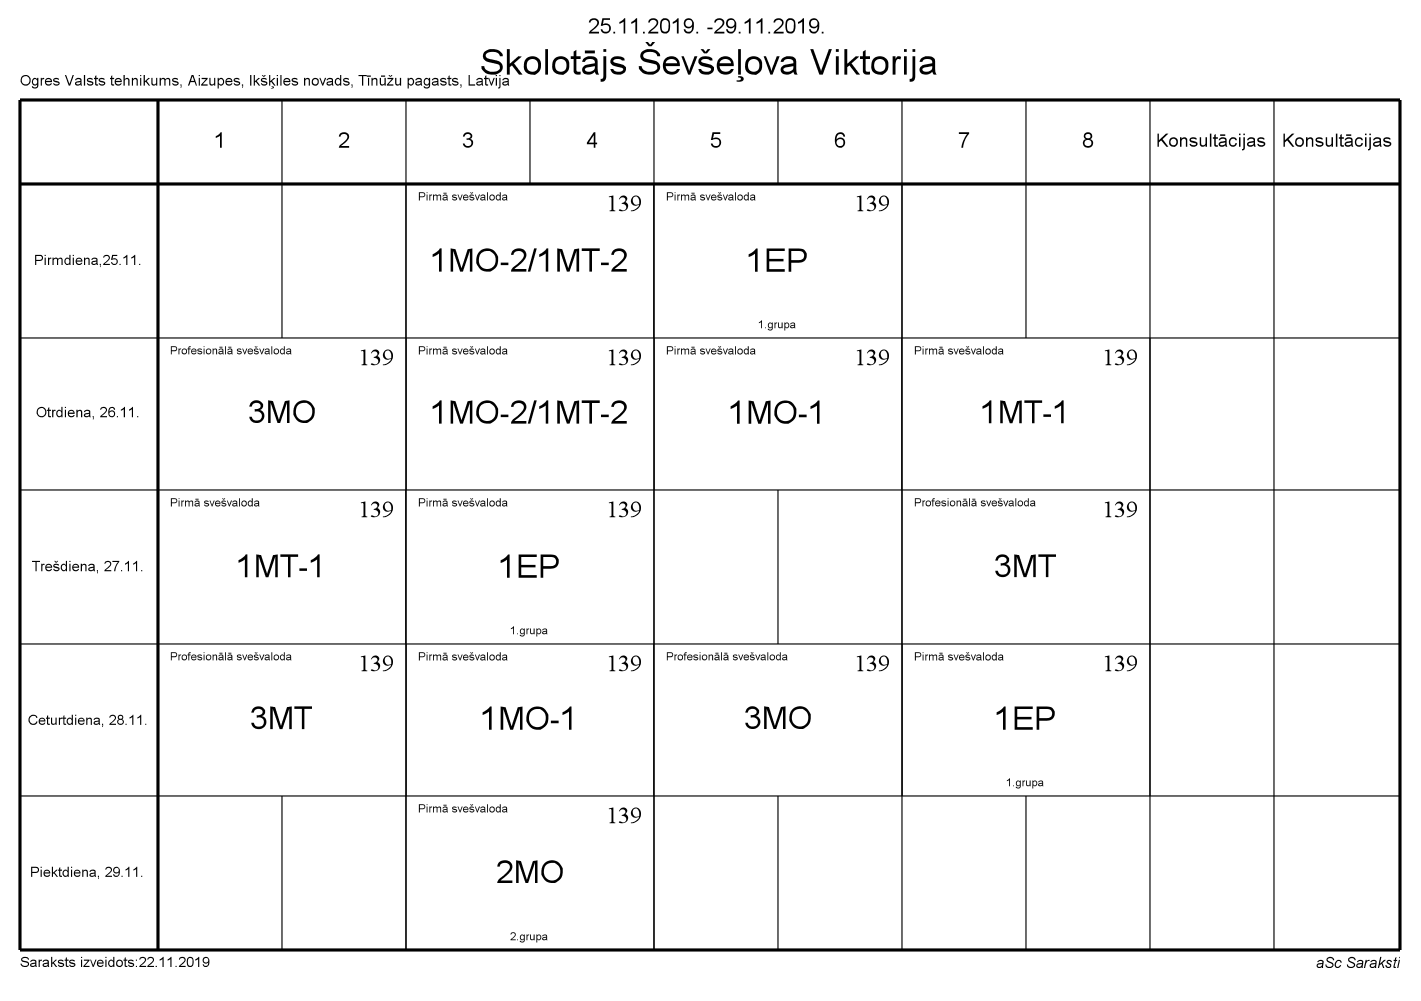 25.11.2019. -29.11.2019.
Skolotājs Ševšeļova Viktorija
Ogres Valsts tehnikums, Aizupes, Ikšķiles novads, Tīnūžu pagasts, Latvija
1 2 3 4 5 6 7 8 Konsultācijas Konsultācijas
Pirmā svešvaloda 139 Pirmā svešvaloda 139
Pirmdiena,25.11. 1MO-2/1MT-2 1EP
1.grupa
Profesionālā svešvaloda 139 Pirmā svešvaloda 139 Pirmā svešvaloda 139 Pirmā svešvaloda 139
Otrdiena, 26.11. 3MO 1MO-2/1MT-2 1MO-1 1MT-1
Pirmā svešvaloda 139 Pirmā svešvaloda 139 Profesionālā svešvaloda 139
Trešdiena, 27.11. 1MT-1 1EP 3MT
1.grupa
Profesionālā svešvaloda 139 Pirmā svešvaloda 139 Profesionālā svešvaloda 139 Pirmā svešvaloda 139
Ceturtdiena, 28.11. 3MT 1MO-1 3MO 1EP
1.grupa
Pirmā svešvaloda 139
Piektdiena, 29.11. 2MO
2.grupa
Saraksts izveidots:22.11.2019 aSc Saraksti